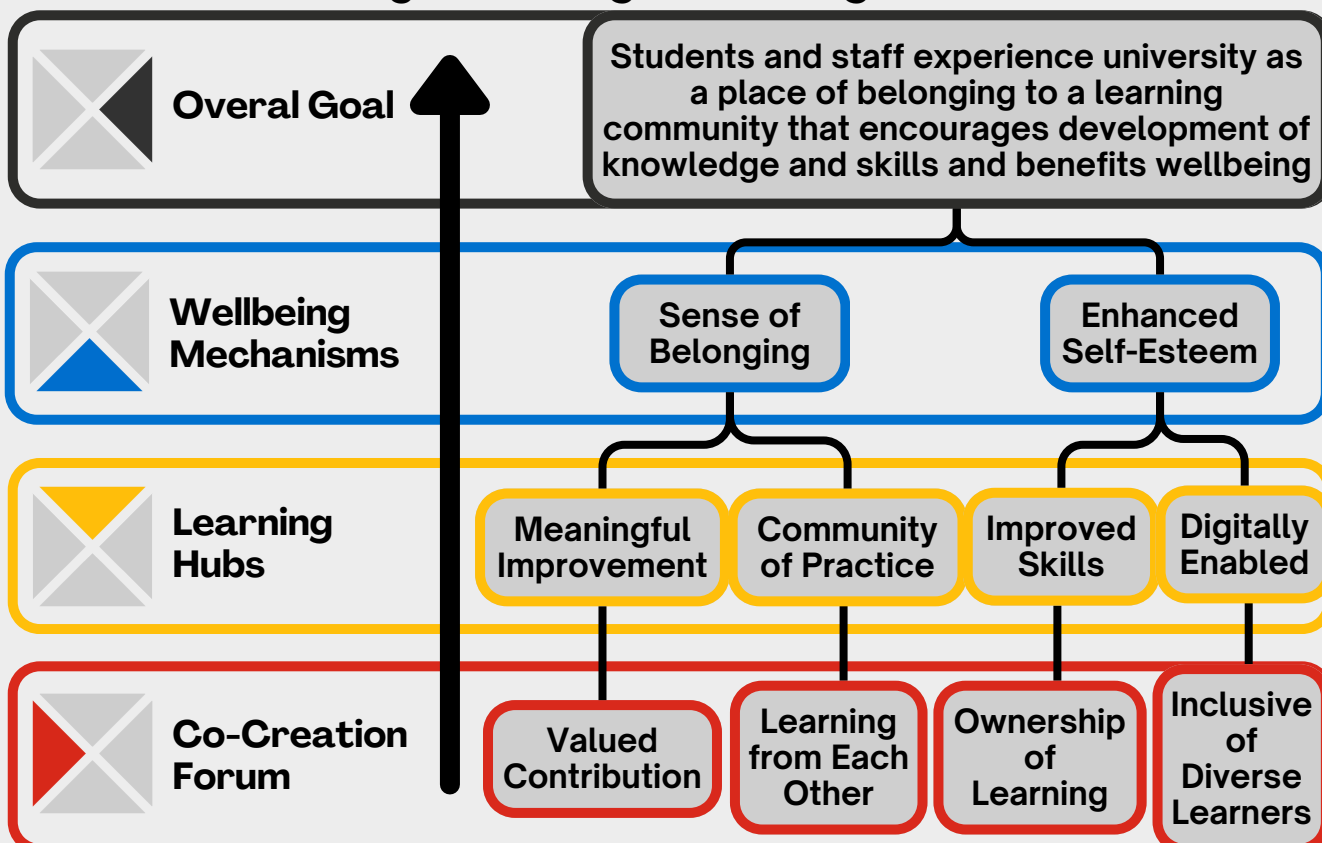 Overal Goal
Students and staff experience university as
a place of belonging to a learning
community that encourages development of
knowledge and skills and benefits wellbeing
Wellbeing
Mechanisms
Sense of
Belonging
Enhanced
Self-Esteem
Learning
Hubs
Meaningful
Improvement
Community
of Practice
Improved
Skills
Digitally
Enabled
Co-Creation
Forum
Valued
Contribution
Learning
from Each
Other
Ownership
of
Learning
Inclusive
of
Diverse
Learners